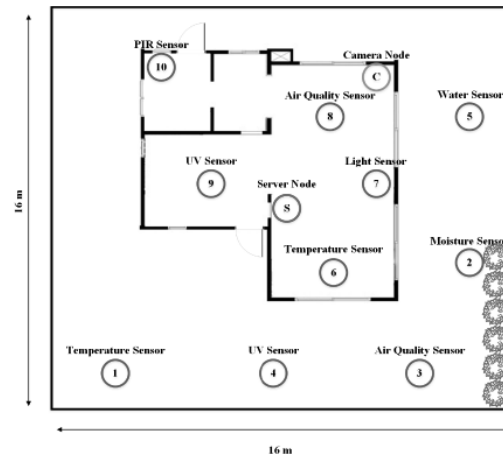 PIR Sensor
10
Camera Node
C
Air Quality Sensor
8
Water Sensor
5
UV Sensor
9
Light Sensor
7
Server Node
S
Temperature Sensor
6
Moisture Sensor
2
Temperature Sensor
1
UV Sensor
4
Air Quality Sensor
3
16 m
16 m